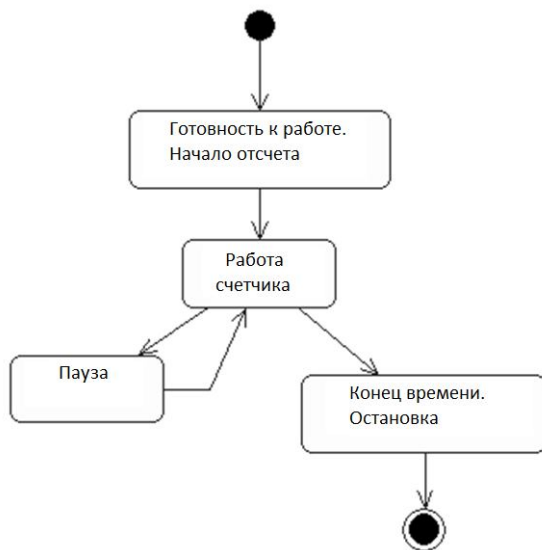 Готовность к работе.
Начало отсчета
Работа
счетчика
Пауза
Конец времени.
Остановка